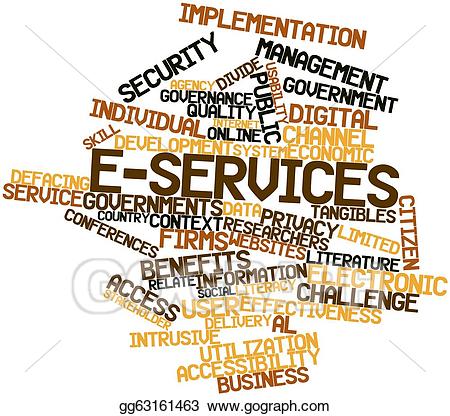 IMPLEMENTATION
SECURITY
MANAGEMENT
DIVIDE
USABILITY
AGENCY
PUBLIC
GOVERNMENT
GOVERNANCE
INDIVIDUAL
QUALITY
DIGITAL
INTERNET
ONLINE
CHANNEL
SKILL
DEVELOPMENT
SYSTEM
ECONOMIC
E-SERVICES
DEFACING
SERVICE
GOVERNMENTS
DATA
PRIVACY
TANGIBLES
CITIZEN
COUNTRY
CONTEXT
RESEARCHERS
LIMITED
CONFERENCES
FIRMS
WEBSITES
BENEFITS
LITERATURE
RELATE
INFORMATION
ELECTRONIC
ACCESS
SOCIAL
LITERACY
CHALLENGE
STAKEHOLDER
USER
EFFECTIVENESS
DELIVERY
AL
INTRUSIVE
UTILIZATION
ACCESSIBILITY
BUSINESS
GraphicStock
gg63161463 www.gograph.com